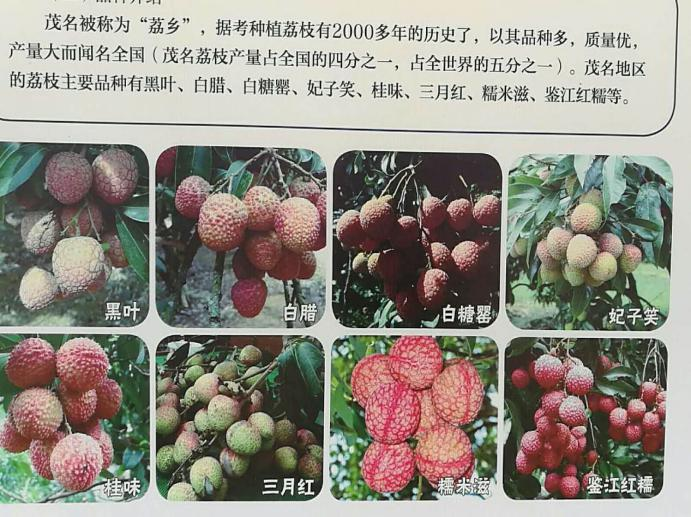 茂名被称为“荔乡”，据考种植荔枝有2000多年的历史了，以其品种多，质量优，
产量大而闻名全国（茂名荔枝产量占全国的四分之一，占全世界的五分之一）。茂名地区
的荔枝主要品种有黑叶、白腊、白糖罂、妃子笑、桂味、三月红、糯米滋、鉴江红糯等。
黑叶
白腊
白糖罂
妃子笑
桂味
三月红
糯米滋
鉴江红糯